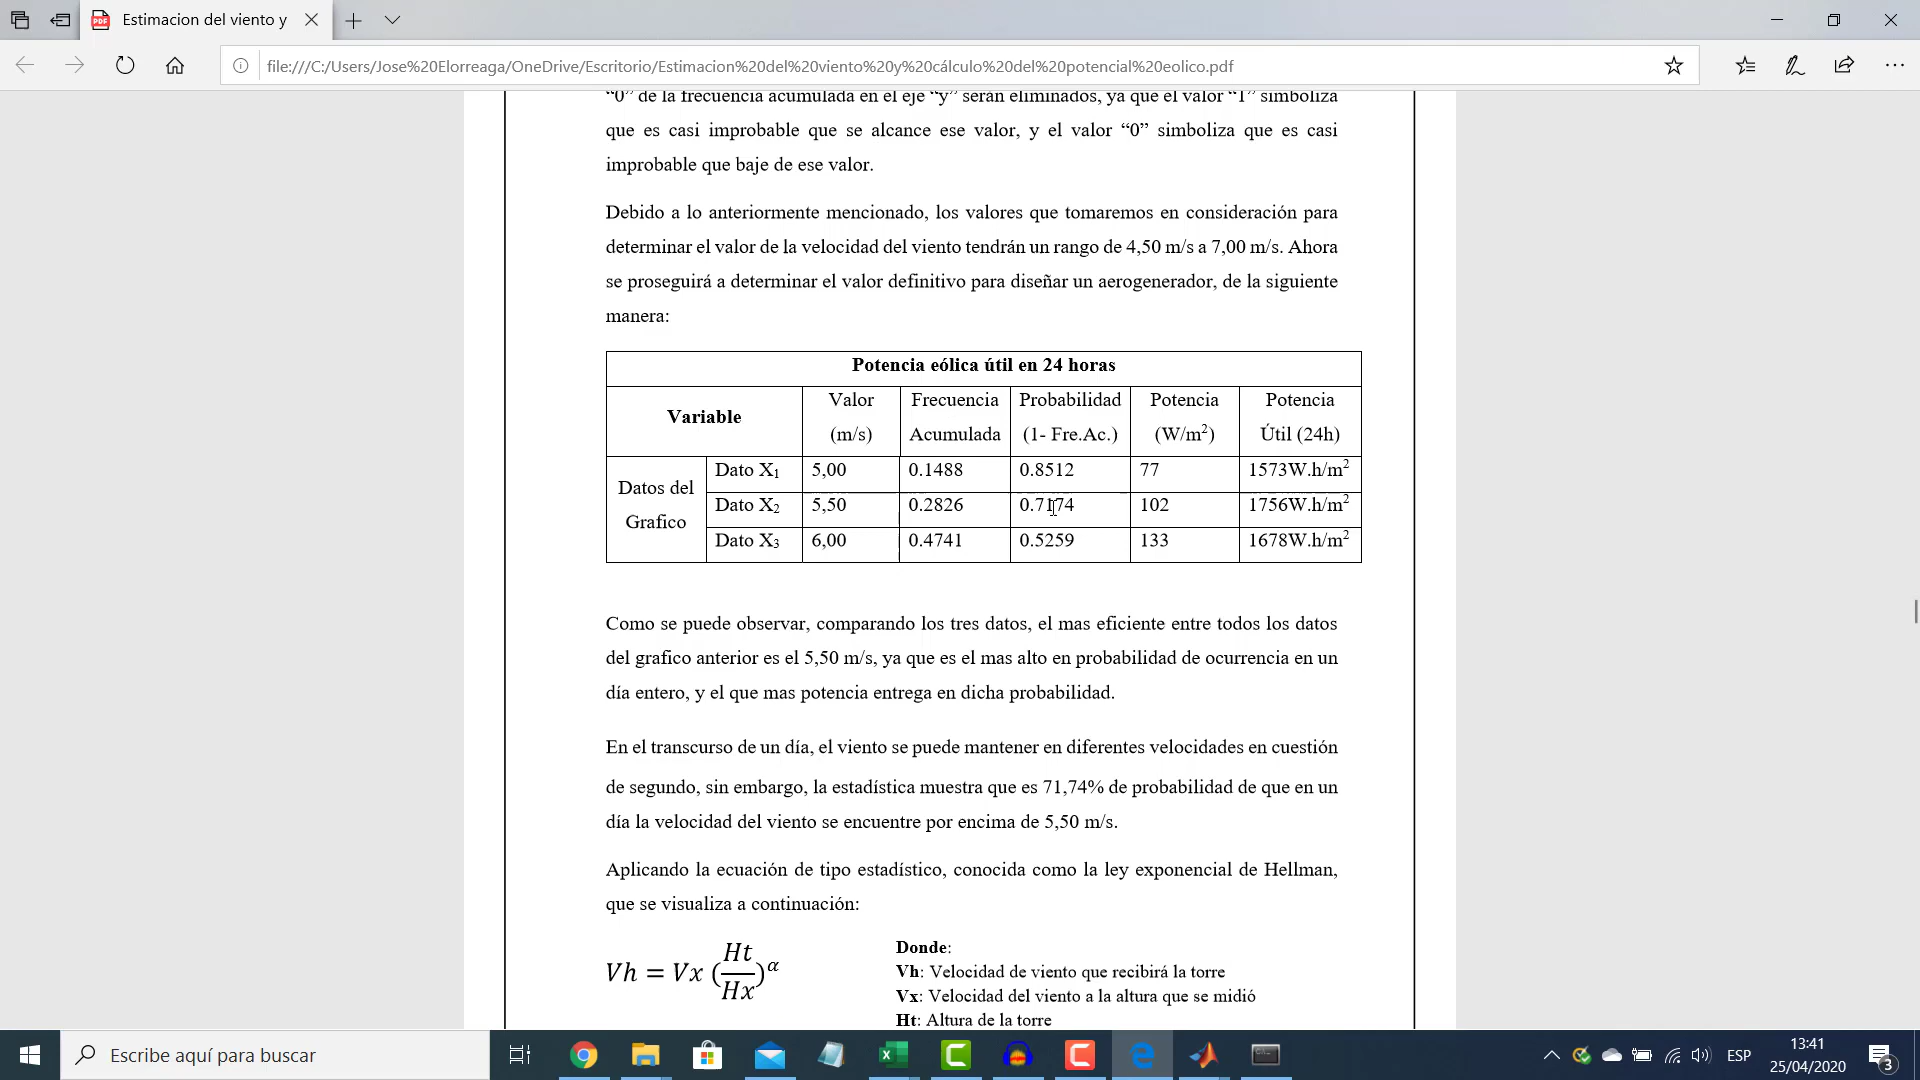 Estimacion del viento y
file:///C:/Users/Jose%20Elorreaga/OneDrive/Escritorio/Estimacion%20del%20viento%20y%20cálculo%20del%20potencial%20eolico.pdf
“0” de la frecuencia acumulada en el eje “y” serán eliminados, ya que el valor “1” simboliza
que es casi improbable que se alcance ese valor, y el valor “0” simboliza que es casi
improbable que baje de ese valor.
Debido a lo anteriormente mencionado, los valores que tomaremos en consideración para
determinar el valor de la velocidad del viento tendrán un rango de 4,50 m/s a 7,00 m/s. Ahora
se proseguirá a determinar el valor definitivo para diseñar un aerogenerador, de la siguiente
manera:
Potencia eólica útil en 24 horas
Variable Valor (m/s) Frecuencia Acumulada Probabilidad (1- Fre.Ac.) Potencia (W/m²) Potencia Útil (24h)
Datos del Grafico
Dato X₁ 5,00 0.1488 0.8512 77 1573W.h/m²
Dato X₂ 5,50 0.2826 0.7174 102 1756W.h/m²
Dato X₃ 6,00 0.4741 0.5259 133 1678W.h/m²
Como se puede observar, comparando los tres datos, el mas eficiente entre todos los datos
del grafico anterior es el 5,50 m/s, ya que es el mas alto en probabilidad de ocurrencia en un
día entero, y el que mas potencia entrega en dicha probabilidad.
En el transcurso de un día, el viento se puede mantener en diferentes velocidades en cuestión
de segundo, sin embargo, la estadística muestra que es 71,74% de probabilidad de que en un
día la velocidad del viento se encuentre por encima de 5,50 m/s.
Aplicando la ecuación de tipo estadístico, conocida como la ley exponencial de Hellman,
que se visualiza a continuación:
Vh = Vx (Ht/Hx)^α
Donde:
Vh: Velocidad de viento que recibirá la torre
Vx: Velocidad del viento a la altura que se midió
Ht: Altura de la torre
Escribe aquí para buscar
ESP
13:41
25/04/2020
3